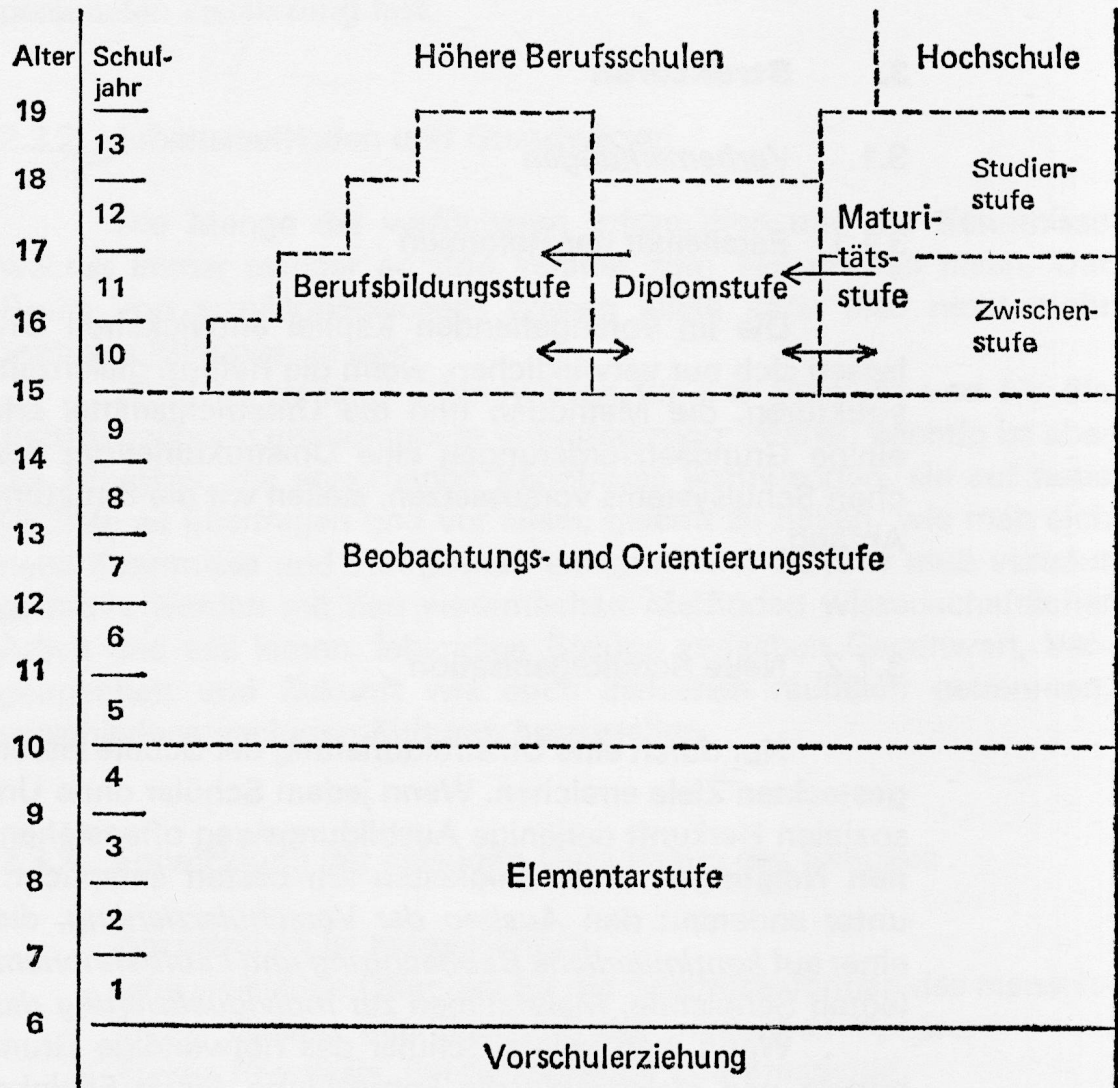 Alter
Schul-
jahr
Höhere Berufsschulen
Hochschule
19
13
18
12
17
11
16
10
15
9
14
8
13
7
12
6
11
5
10
4
9
3
8
2
7
1
6
Studien-
stufe
Maturi-
täts-
stufe
Berufsbildungsstufe
Diplomstufe
Zwischen-
stufe
Beobachtungs- und Orientierungsstufe
Elementarstufe
Vorschulerziehung